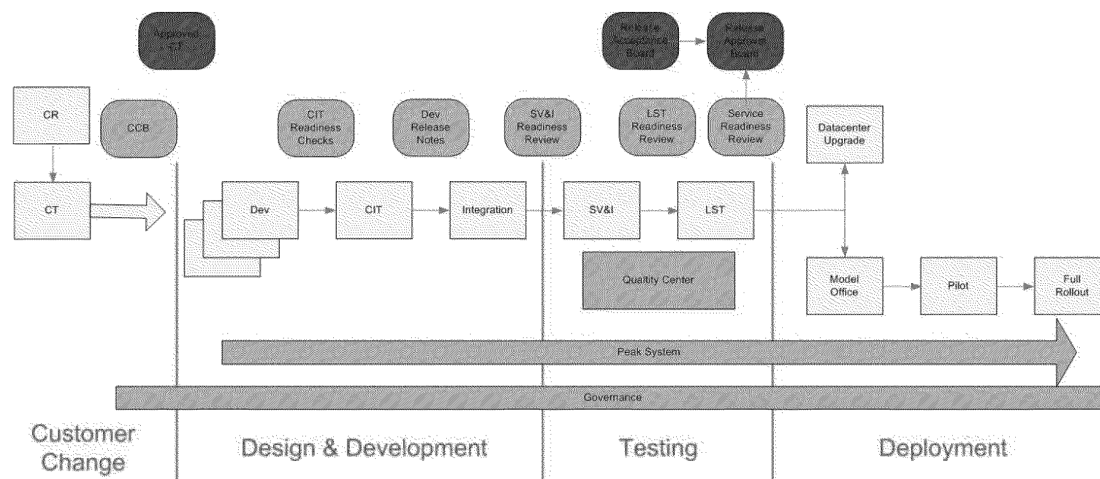 Approved
CT
Release
Acceptance
Board
Release
Approval
Board
CR
CCB
CIT
Readiness
Checks
Dev
Release
Notes
SV&I
Readiness
Review
LST
Readiness
Review
Service
Readiness
Review
Datacenter
Upgrade
CT
Dev
CIT
Integration
SV&I
LST
Qualtity Center
Model
Office
Pilot
Full
Rollout
Peak System
Governance
Customer
Change
Design & Development
Testing
Deployment